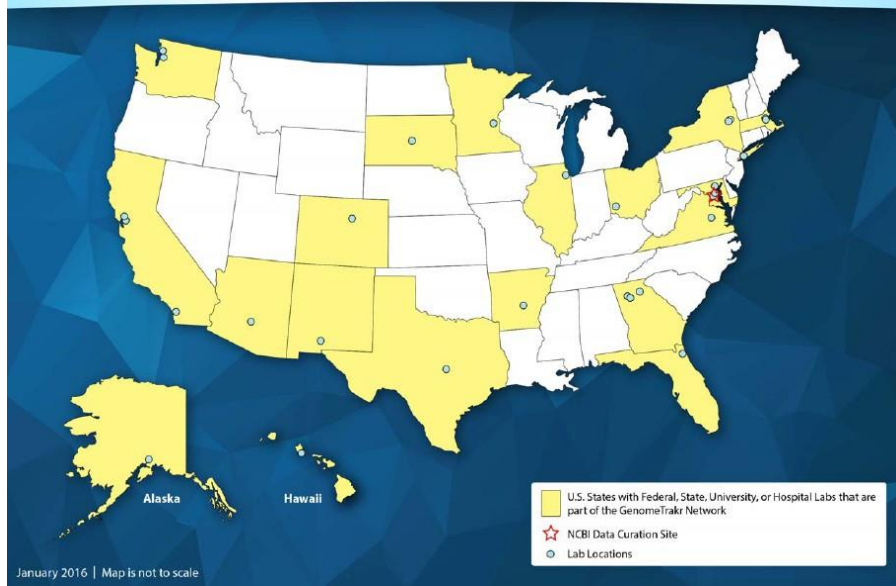 Alaska
Hawaii
U.S. States with Federal, State, University, or Hospital Labs that are
part of the GenomeTrakr Network
NCBI Data Curation Site
Lab Locations
January 2016 | Map is not to scale